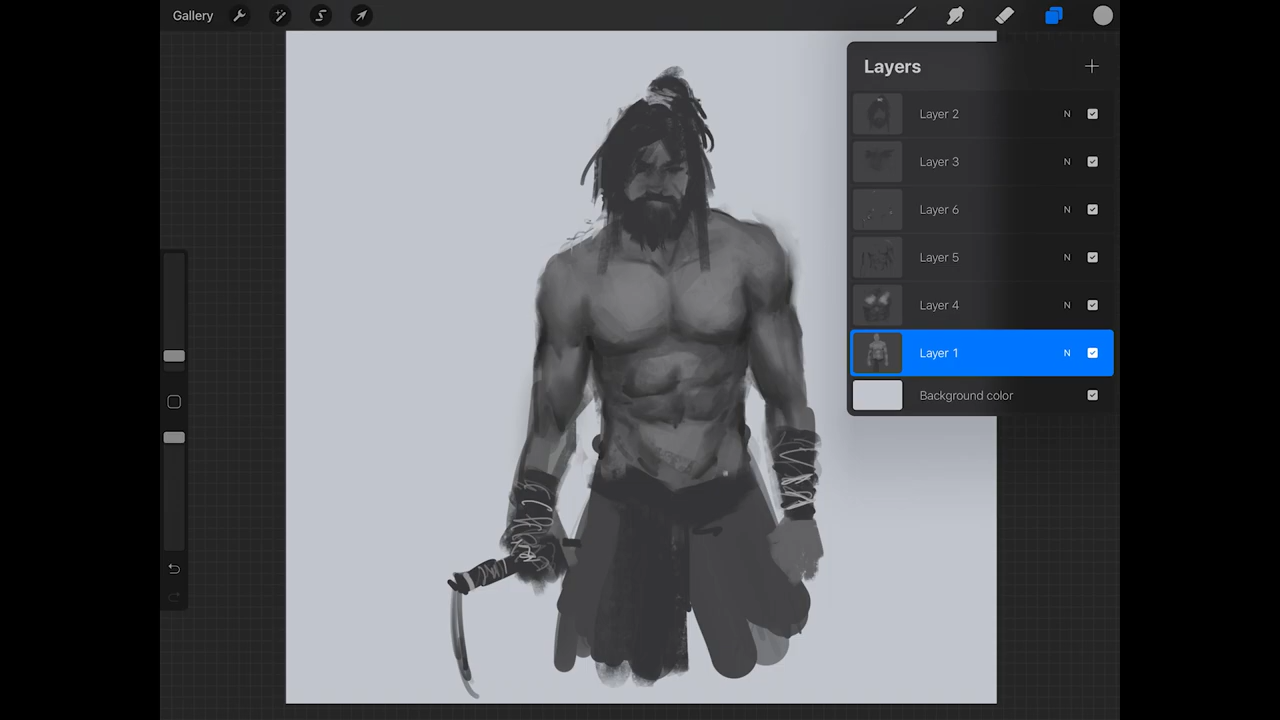 Gallery
Layers
Layer 2 N
Layer 3 N
Layer 6 N
Layer 5 N
Layer 4 N
Layer 1 N
Background color